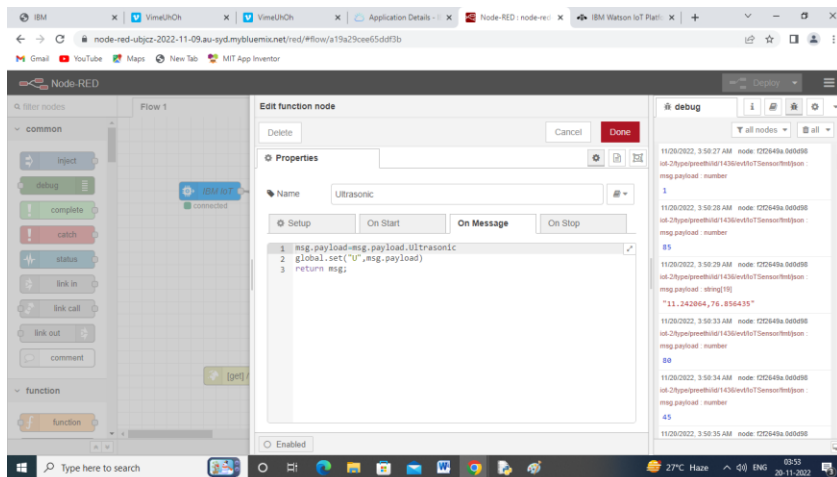 IBM
VimeUhOh
VimeUhOh
Application Details - 
Node-RED : node-red
IBM Watson IoT Platf
node-red-ubjcz-2022-11-09.au-syd.mybluemix.net/red/#flow/a19a29cee65ddf3b
Gmail YouTube Maps New Tab MIT App Inventor
Node-RED
Deploy
filter nodes
Flow 1
Edit function node
debug
common
Delete
Cancel
Done
all nodes
all
inject
debug
complete
catch
status
link in
link call
link out
comment
function
function
IBM IoT
connected
[get] /
Properties
Name
Ultrasonic
Setup
On Start
On Message
On Stop
1 msg.payload=msg.payload.Ultrasonic
2 global.set("U",msg.payload)
3 return msg;
Enabled
11/20/2022, 3:50:27 AM node: f2f2649a.0d0d98
iot-2/type/preethi/id/1436/evt/IoTSensor/fmt/json :
msg.payload : number
1
11/20/2022, 3:50:28 AM node: f2f2649a.0d0d98
iot-2/type/preethi/id/1436/evt/IoTSensor/fmt/json :
msg.payload : number
85
11/20/2022, 3:50:29 AM node: f2f2649a.0d0d98
iot-2/type/preethi/id/1436/evt/IoTSensor/fmt/json :
msg.payload : string[19]
"11.242064,76.856435"
11/20/2022, 3:50:33 AM node: f2f2649a.0d0d98
iot-2/type/preethi/id/1436/evt/IoTSensor/fmt/json :
msg.payload : number
80
11/20/2022, 3:50:34 AM node: f2f2649a.0d0d98
iot-2/type/preethi/id/1436/evt/IoTSensor/fmt/json :
msg.payload : number
45
11/20/2022, 3:50:35 AM node: f2f2649a.0d0d98
Type here to search
27°C Haze
ENG
03:53
20-11-2022